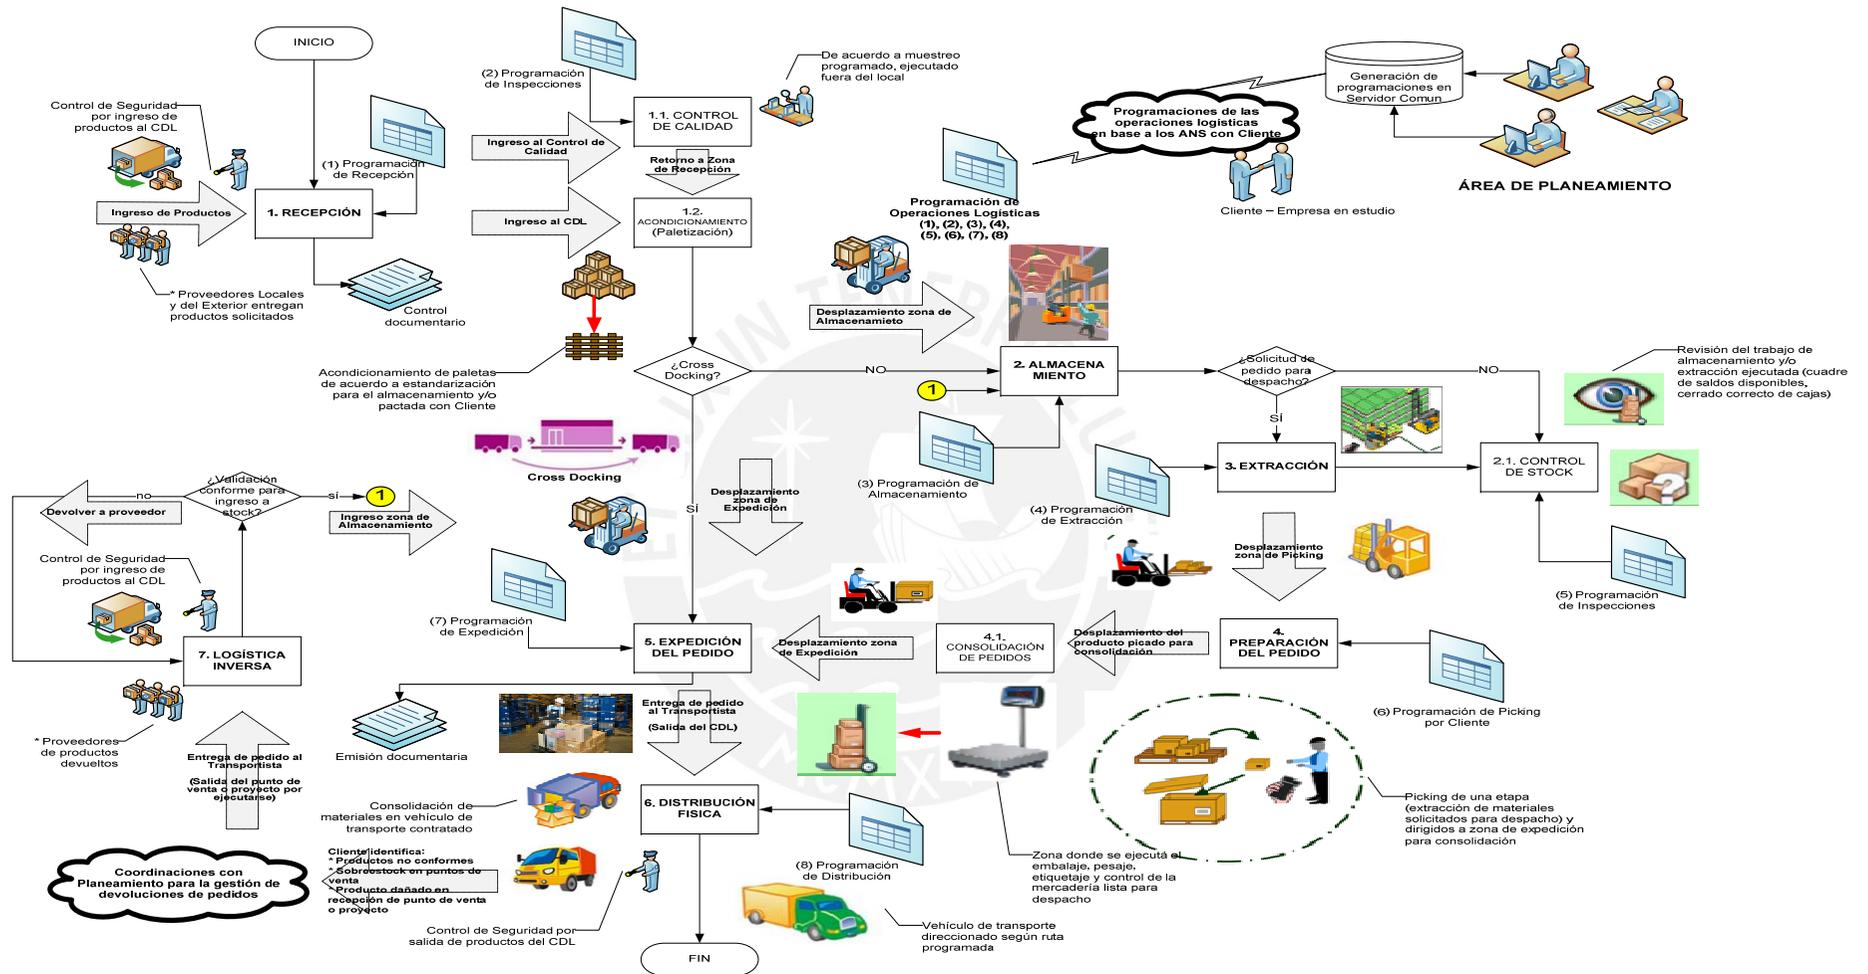 INICIO
Control de Seguridad
por ingreso de
productos al CDL
(1) Programación
de Recepción
Ingreso de Productos
1. RECEPCIÓN
* Proveedores Locales
y del Exterior entregan
productos solicitados
Control
documentario
(2) Programación
de Inspecciones
De acuerdo a muestreo
programado, ejecutado
fuera del local
1.1. CONTROL
DE CALIDAD
Ingreso al Control de
Calidad
Retorno a Zona
de Recepción
Ingreso al CDL
1.2.
ACONDICIONAMIENTO
(Paletización)
Acondicionamiento de paletas
de acuerdo a estandarización
para el almacenamiento y/o
pactada con Cliente
Programaciones de las
operaciones logísticas
en base a los ANS con Cliente
Generación de
programaciones en
Servidor Comun
ÁREA DE PLANEAMIENTO
Cliente – Empresa en estudio
Programación de
Operaciones Logísticas
(1), (2), (3), (4),
(5), (6), (7), (8)
Desplazamiento zona de
Almacenamieto
¿Cross
Docking?
NO
1
2. ALMACENA
MIENTO
¿Solicitud de
pedido para
despacho?
NO
SÍ
Revisión del trabajo de
almacenamiento y/o
extracción ejecutada (cuadre
de saldos disponibles,
cerrado correcto de cajas)
(3) Programación de
Almacenamiento
3. EXTRACCIÓN
2.1. CONTROL
DE STOCK
(4) Programación
de Extracción
Desplazamiento
zona de Picking
(5) Programación
de Inspecciones
Cross Docking
SÍ
Desplazamiento
zona de
Expedición
¿Validación
conforme para
ingreso a
stock?
no
sí
1
Devolver a proveedor
Ingreso zona de
Almacenamiento
Control de Seguridad
por ingreso de
productos al CDL
(7) Programación
de Expedición
7. LOGÍSTICA
INVERSA
5. EXPEDICIÓN
DEL PEDIDO
Desplazamiento zona
de Expedición
4.1.
CONSOLIDACIÓN
DE PEDIDOS
Desplazamiento del
producto picado para
consolidación
4.
PREPARACIÓN
DEL PEDIDO
(6) Programación de Picking
por Cliente
* Proveedores
de productos
devueltos
Entrega de pedido al
Transportista
(Salida del punto de
venta o proyecto por
ejecutarse)
Emisión documentaria
Entrega de pedido
al Transportista
(Salida del CDL)
Consolidación de
materiales en vehículo de
transporte contratado
6. DISTRIBUCIÓN
FISICA
(8) Programación
de Distribución
Picking de una etapa
(extracción de materiales
solicitados para despacho) y
dirigidos a zona de expedición
para consolidación
Zona donde se ejecuta el
embalaje, pesaje,
etiquetaje y control de la
mercadería lista para
despacho
Coordinaciones con
Planeamiento para la gestión de
devoluciones de pedidos
Cliente identifica:
* Productos no conformes
* Sobreestock en puntos de
venta
* Producto dañado en
recepción de punto de venta
o proyecto
Control de Seguridad por
salida de productos del CDL
Vehículo de transporte
direccionado según ruta
programada
FIN